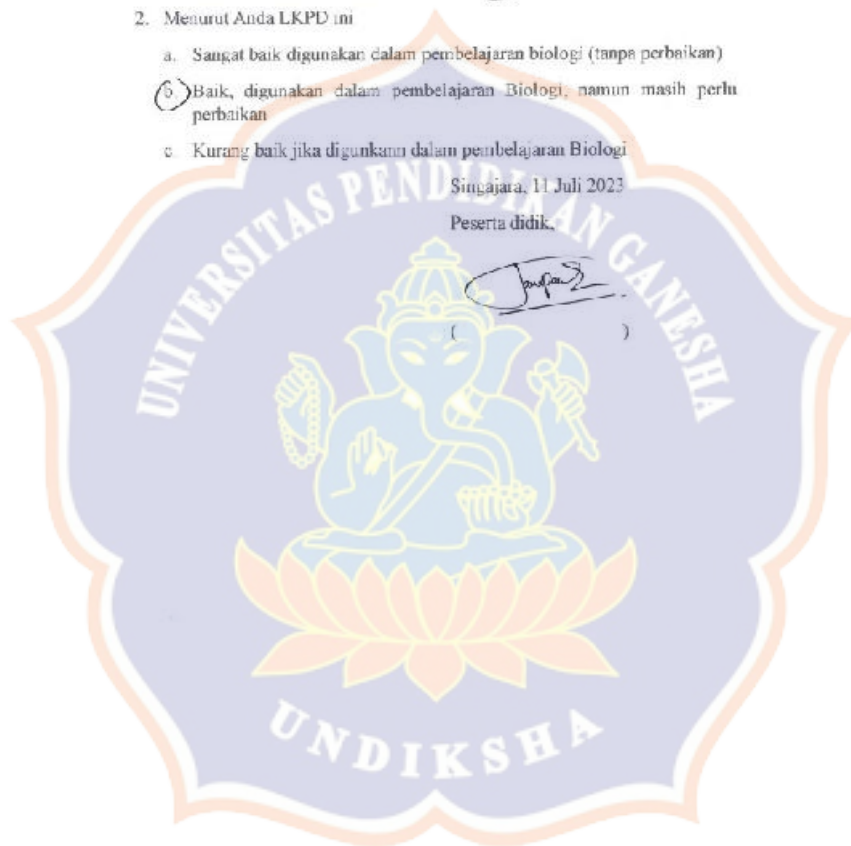 2. Menurut Anda LKPD ini
a. Sangat baik digunakan dalam pembelajaran biologi (tanpa perbaikan)
b. Baik, digunakan dalam pembelajaran Biologi, namun masih perlu
perbaikan
c. Kurang baik jika digunkann dalam pembelajaran Biologi
Singajara, 11 Juli 2023
Peserta didik,
( )
UNIVERSITAS PENDIDIKAN GANESHA
UNDIKSHA